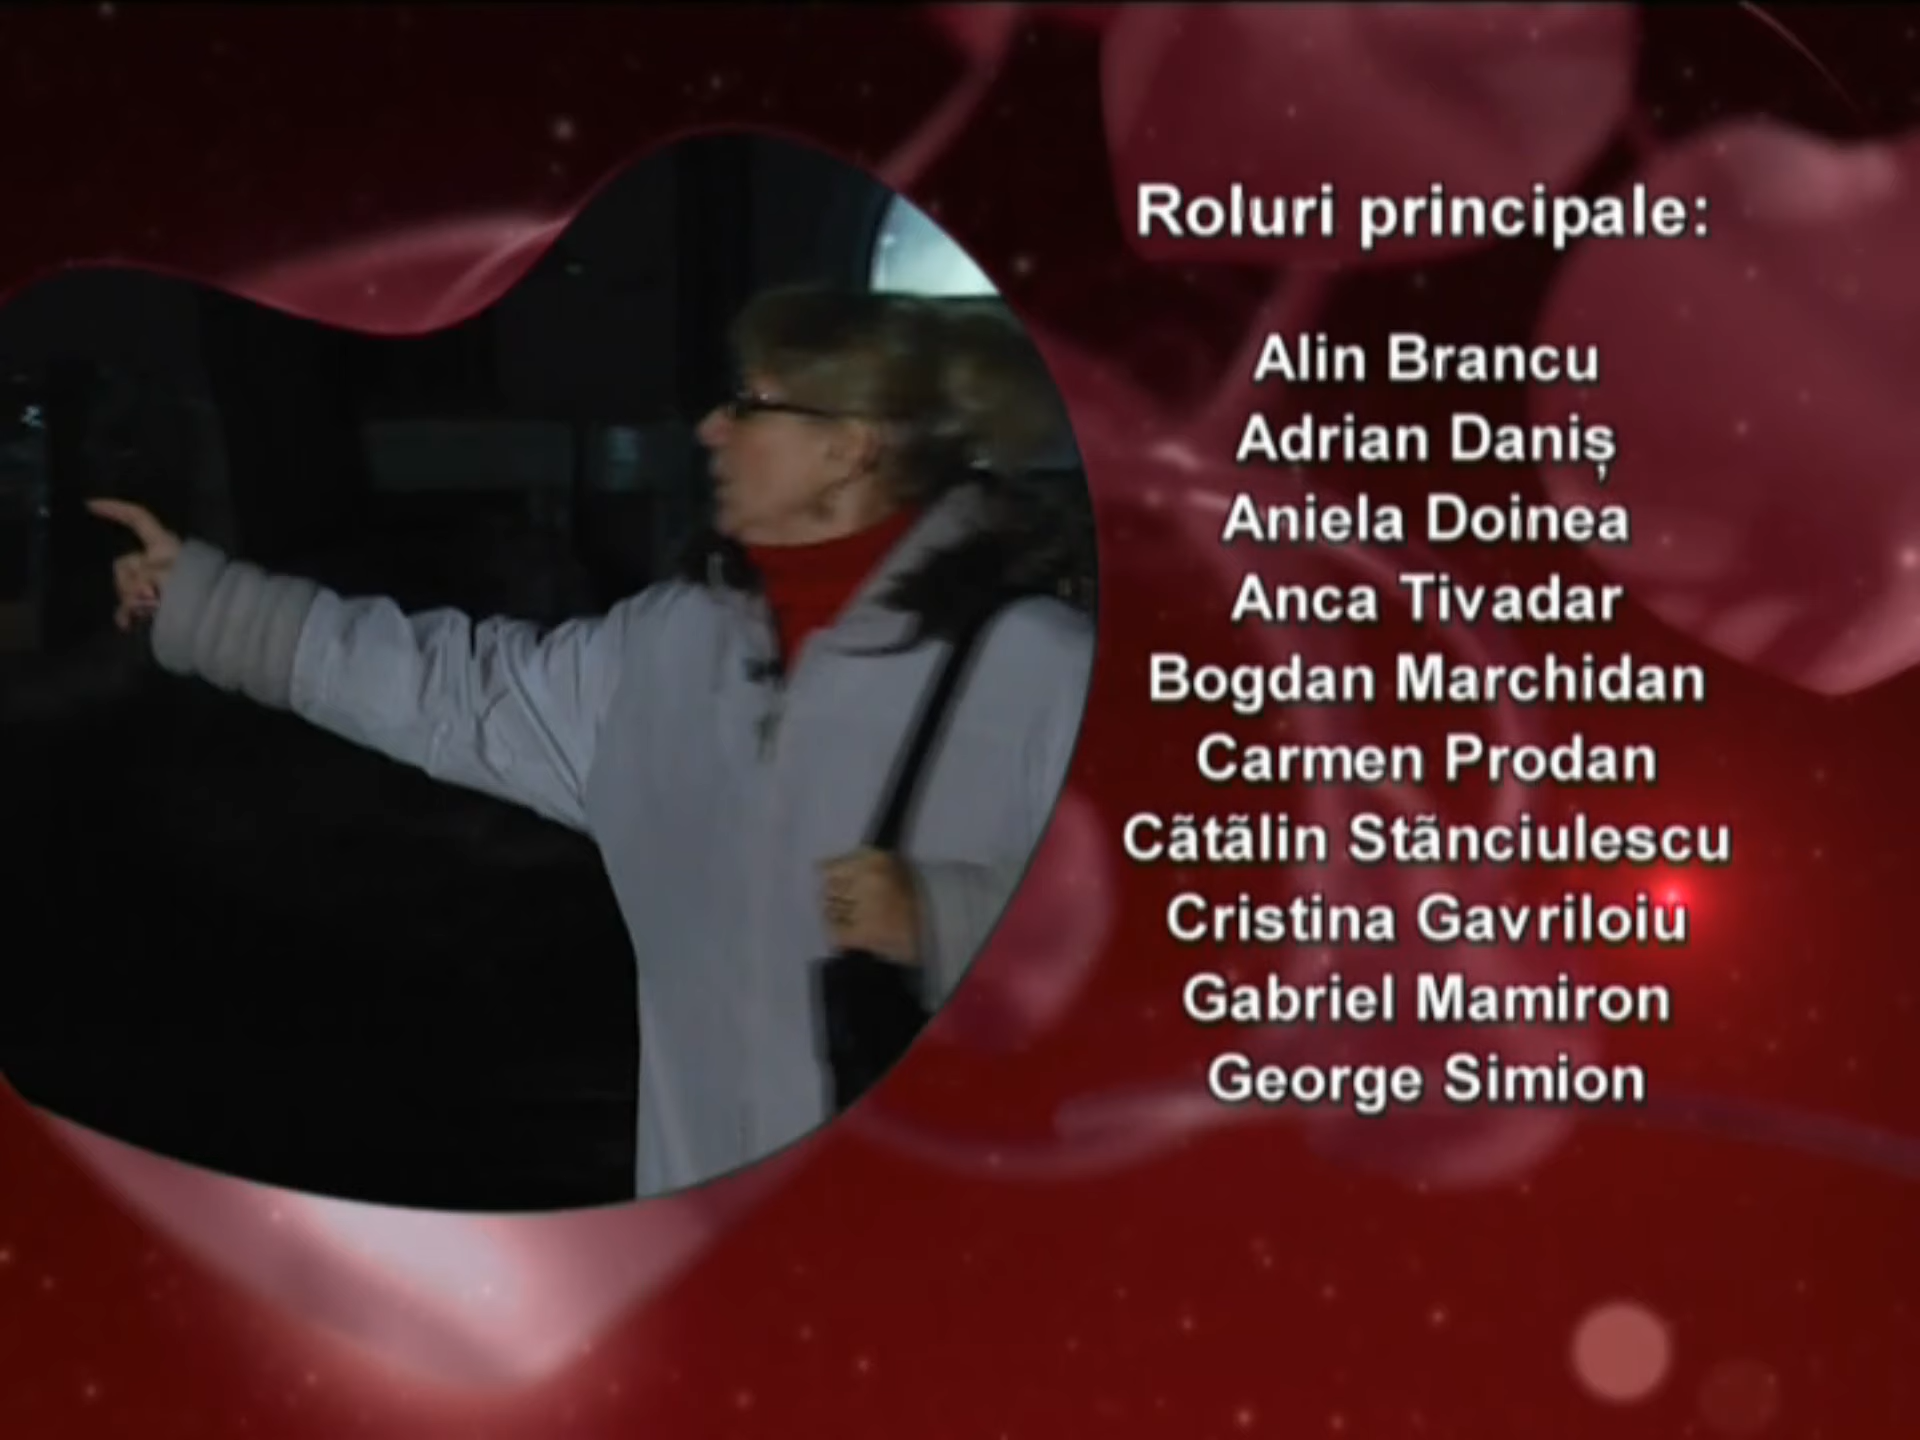 Roluri principale:
Alin Brancu
Adrian Daniș
Aniela Doinea
Anca Tivadar
Bogdan Marchidan
Carmen Prodan
Cãtãlin Stãnciulescu
Cristina Gavriloiu
Gabriel Mamiron
George Simion